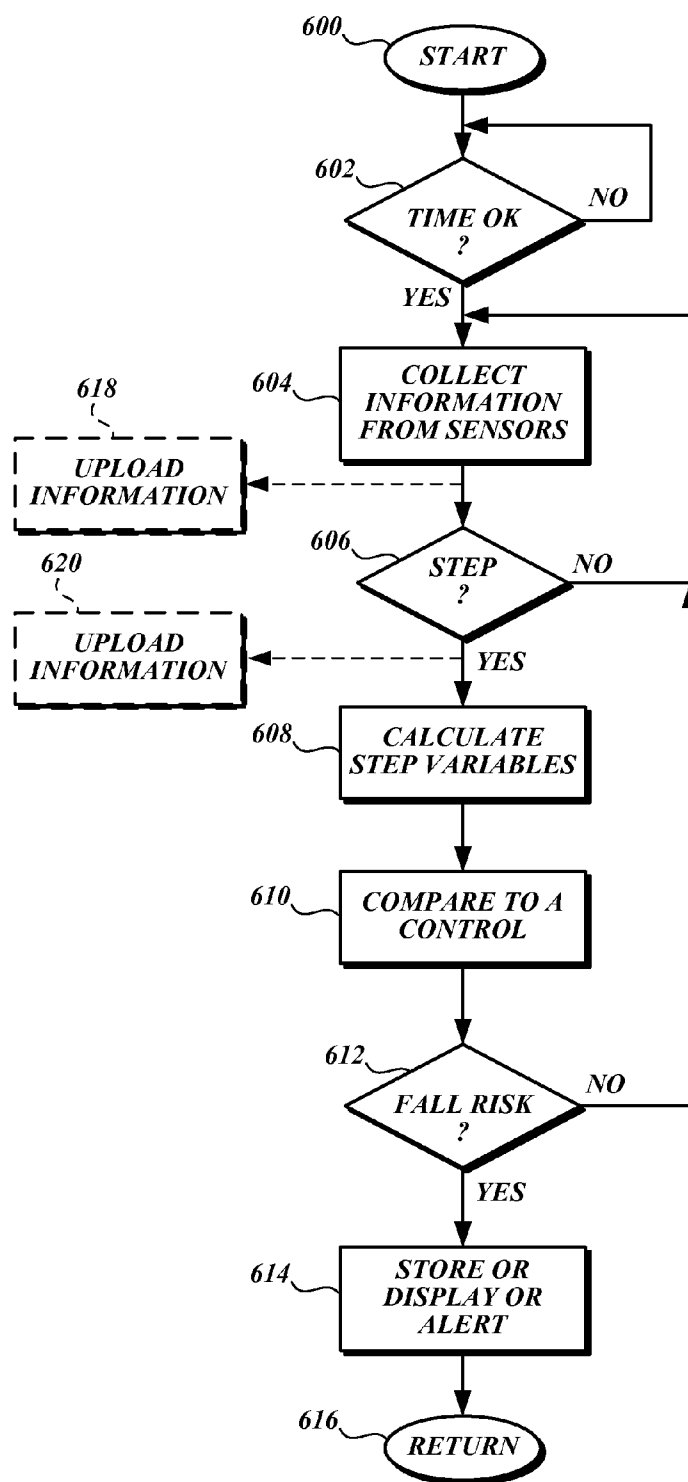 600
START
602
TIME OK
?
NO
YES
604
COLLECT
INFORMATION
FROM SENSORS
618
UPLOAD
INFORMATION
606
STEP
?
NO
620
UPLOAD
INFORMATION
YES
608
CALCULATE
STEP VARIABLES
610
COMPARE TO A
CONTROL
612
FALL RISK
?
NO
YES
614
STORE OR
DISPLAY OR
ALERT
616
RETURN